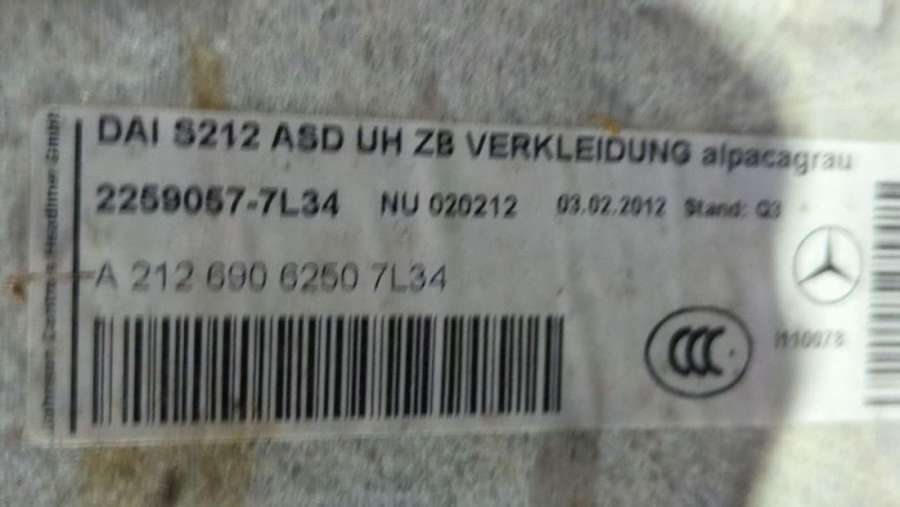 DAI S212 ASD UH ZB VERKLEIDUNG alpacagrau
2259057-7L34 NU 020212 03.02.2012 Stand: Q3
A 212 690 6250 7L34
CCC